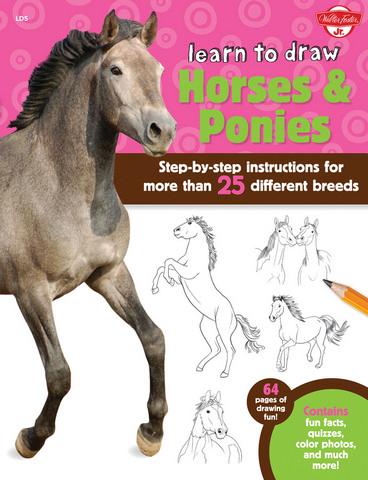 LD5
Walter Foster
Jr.
learn to draw
Horses &
Ponies
Step-by-step instructions for
more than 25 different breeds
64
pages of
drawing
fun!
Contains
fun facts,
quizzes,
color photos,
and much
more!